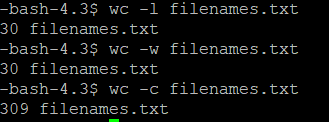 -bash-4.3$ wc -l filenames.txt
30 filenames.txt
-bash-4.3$ wc -w filenames.txt
30 filenames.txt
-bash-4.3$ wc -c filenames.txt
309 filenames.txt